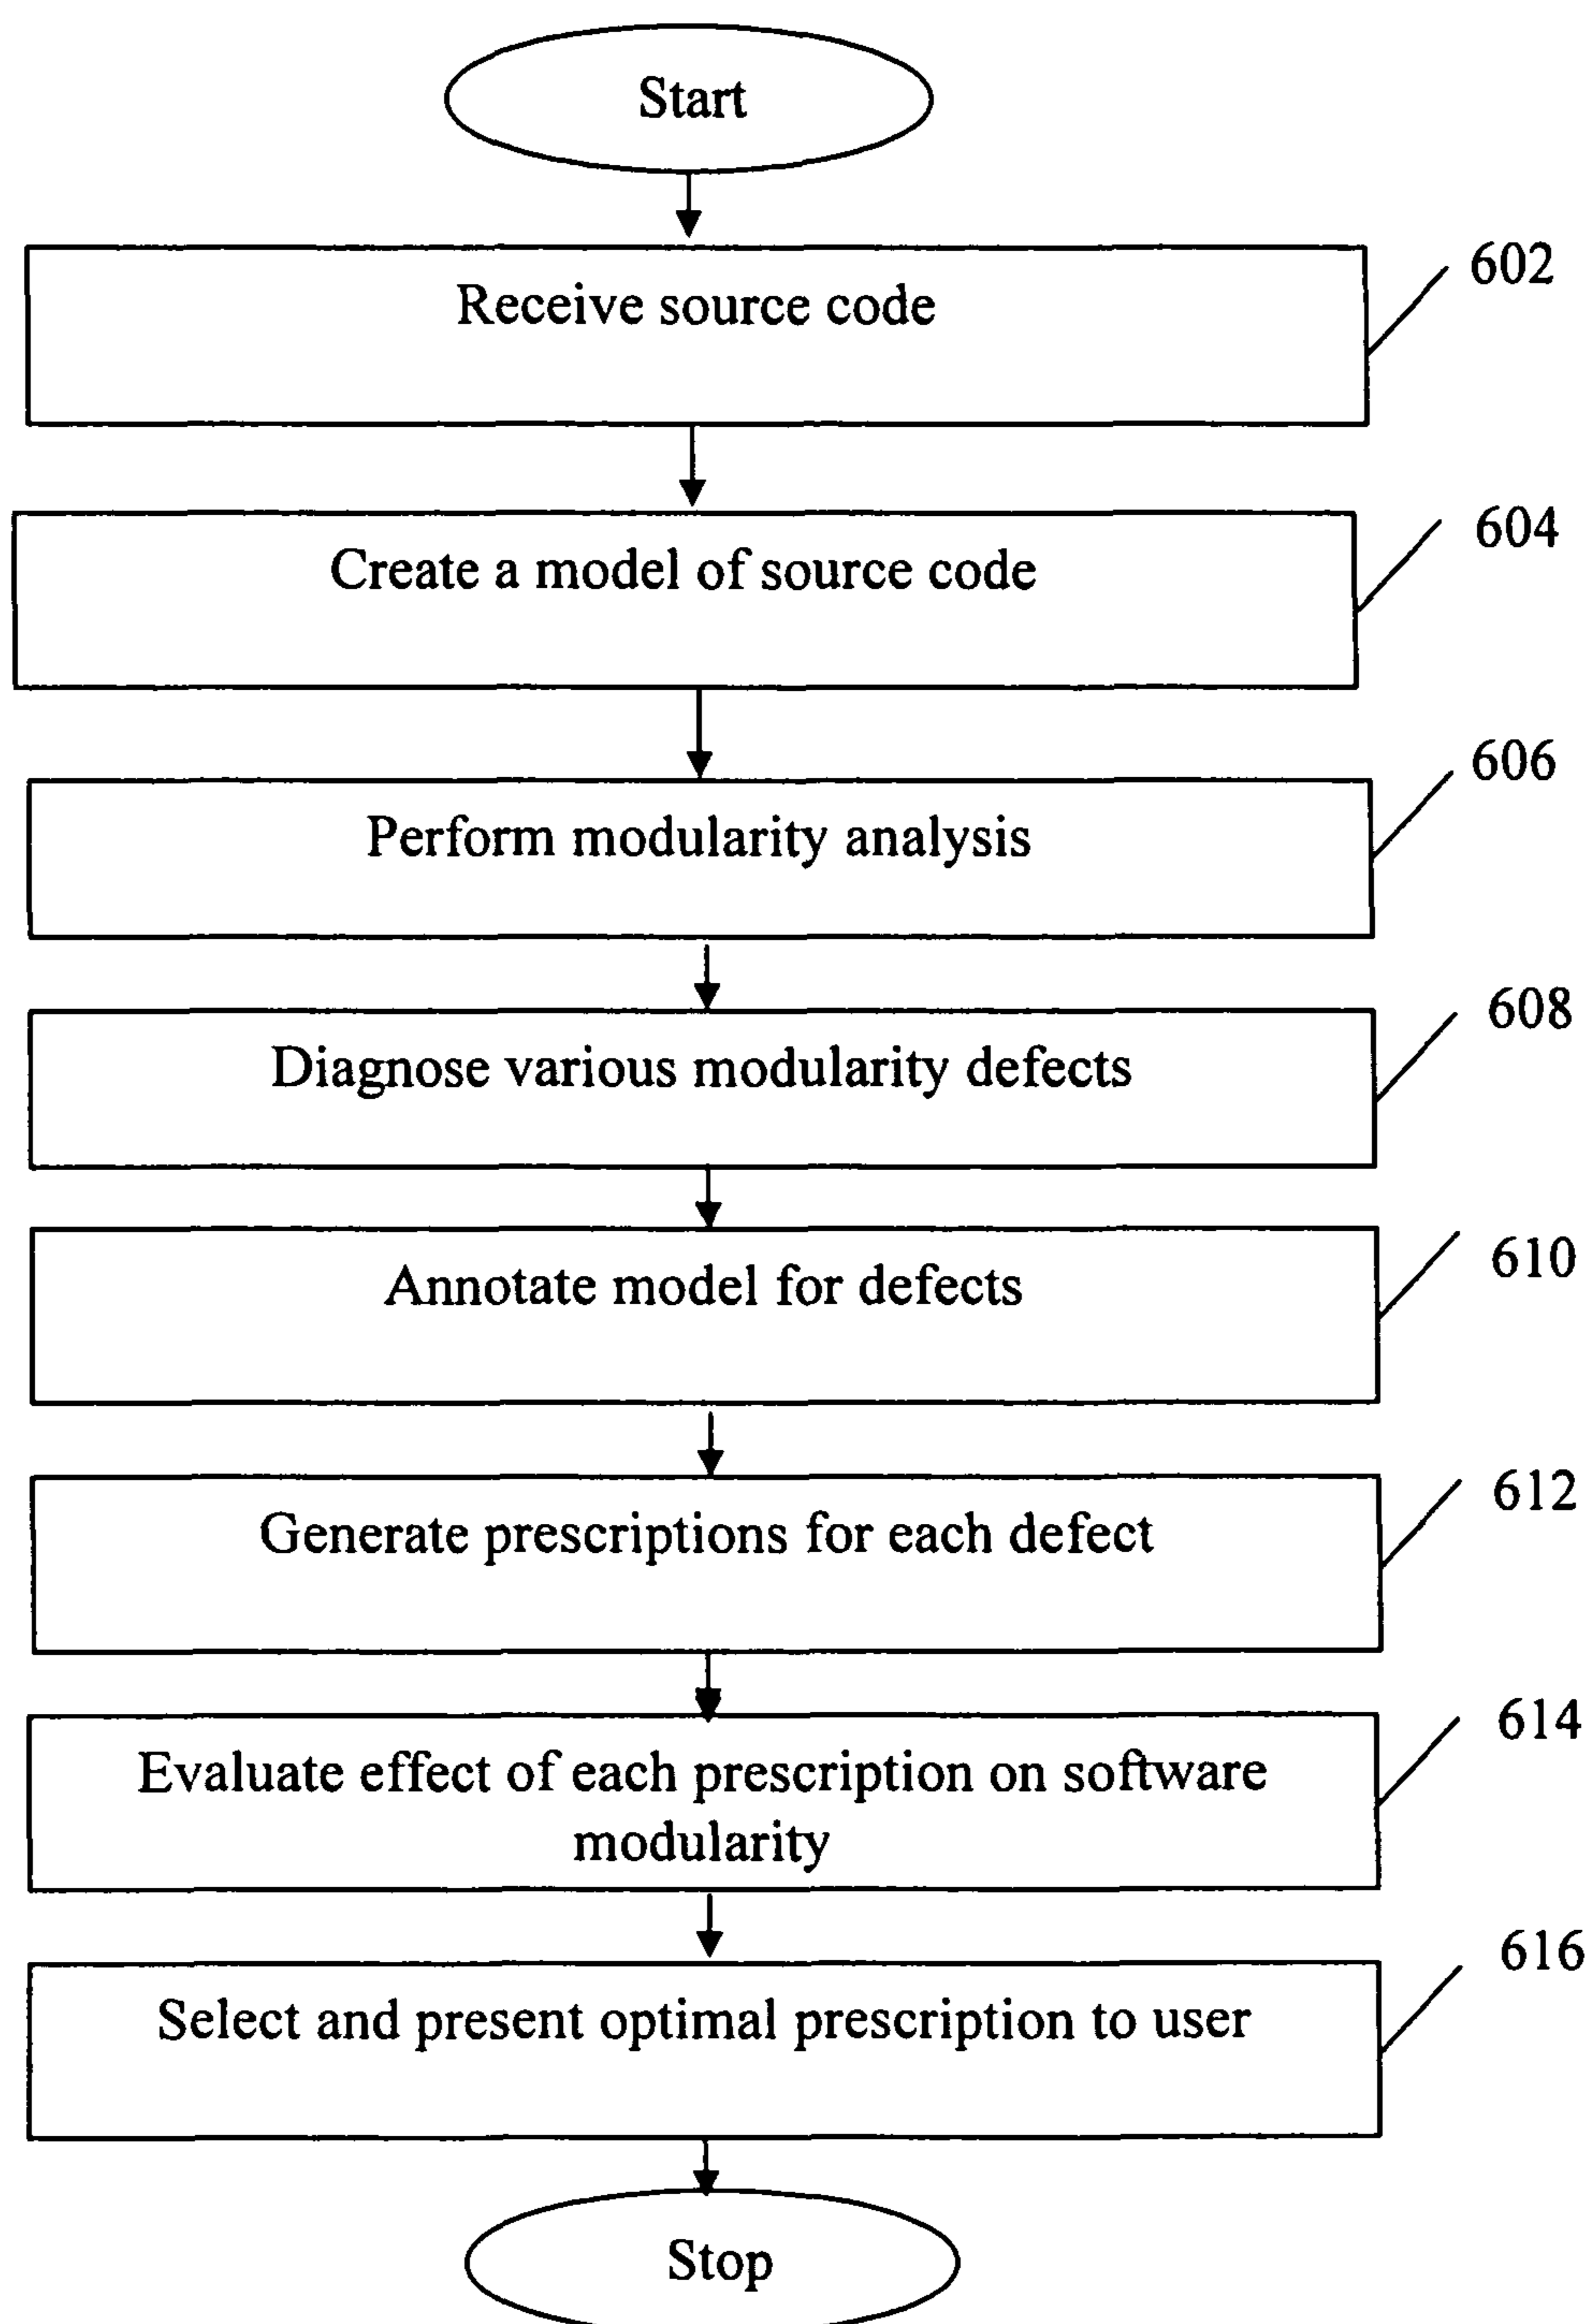 Start
Receive source code
602
Create a model of source code
604
Perform modularity analysis
606
Diagnose various modularity defects
608
Annotate model for defects
610
Generate prescriptions for each defect
612
Evaluate effect of each prescription on software
modularity
614
Select and present optimal prescription to user
616
Stop